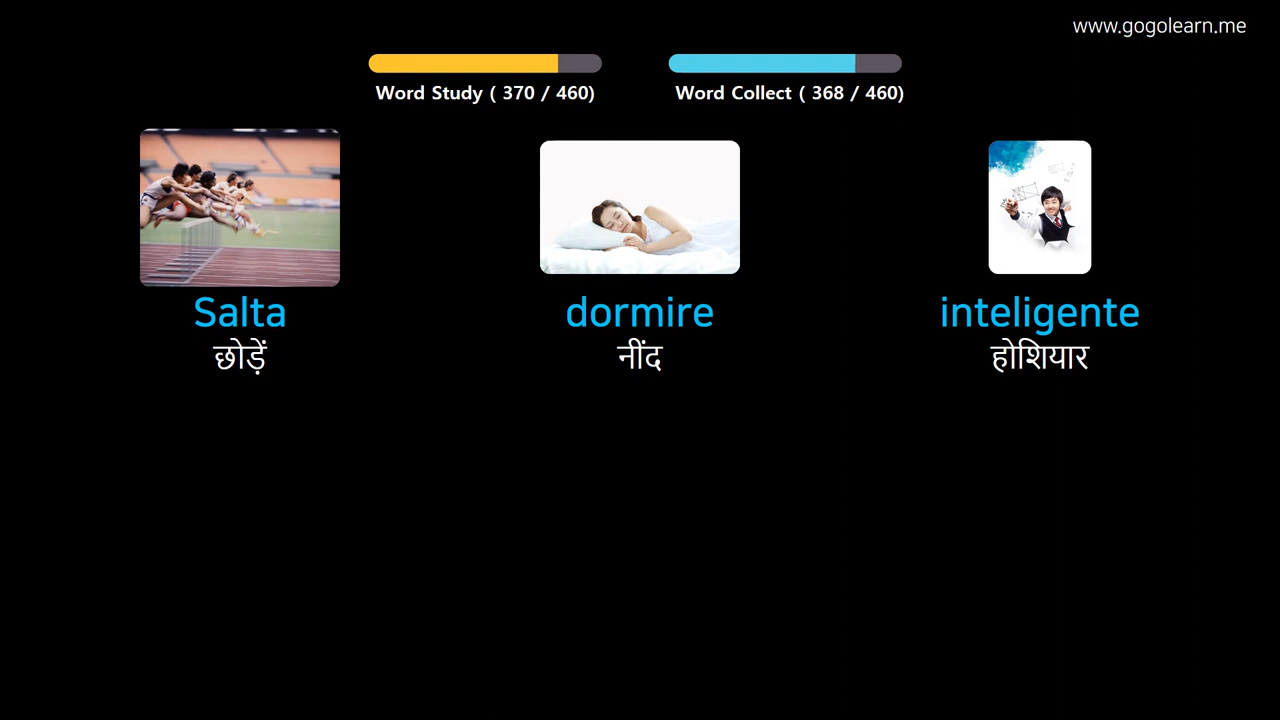 www.gogolearn.me
Word Study ( 370 / 460)
Word Collect ( 368 / 460)
Salta
छोड़ें
dormire
नींद
inteligente
होशियार